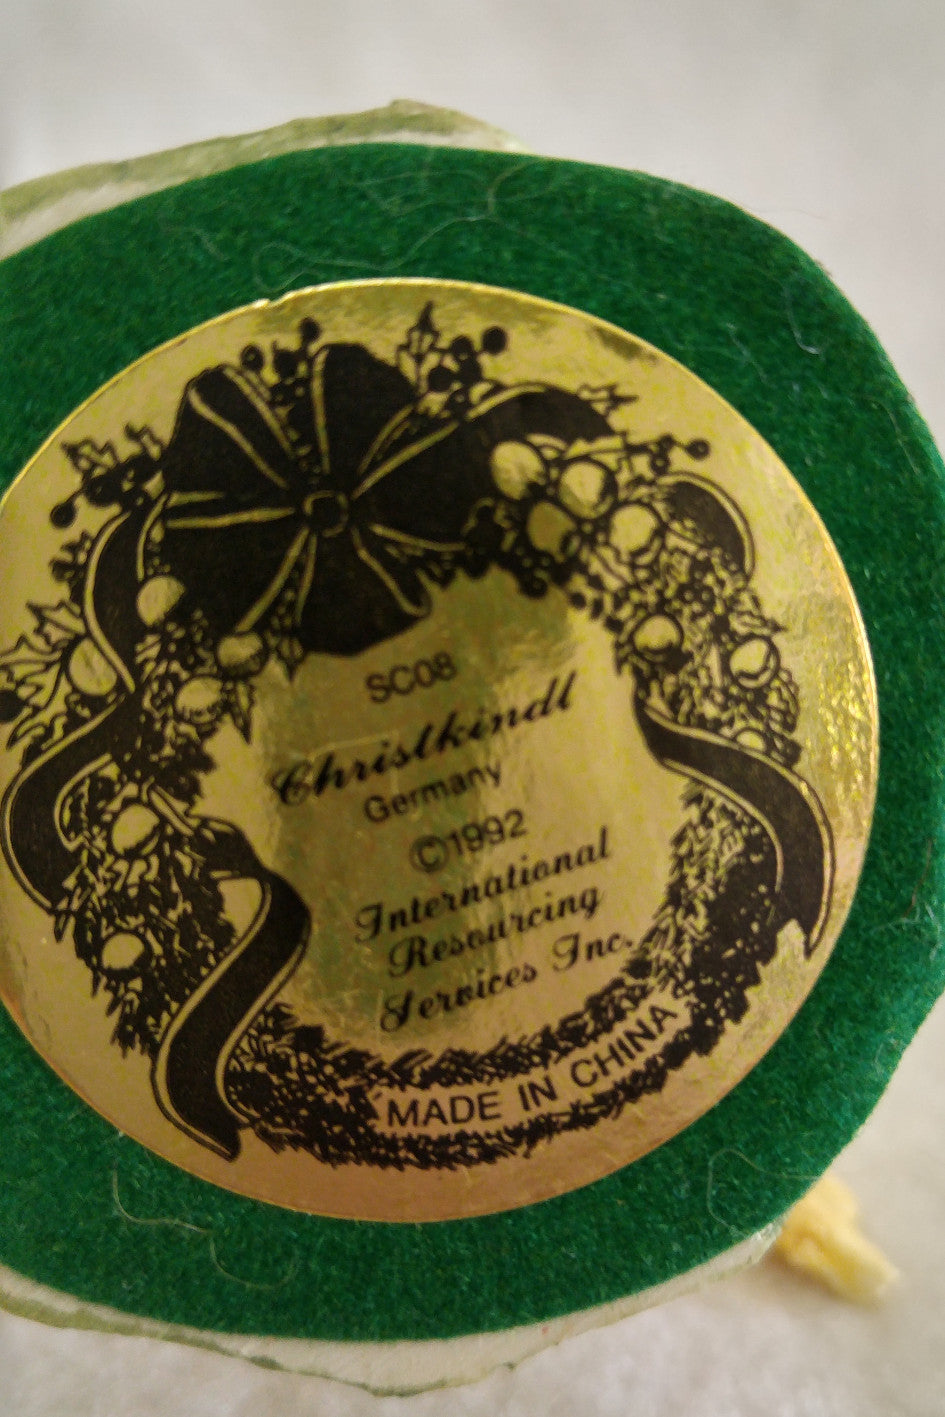 SC08
Christkindl
Germany
©1992
International
Resourcing
Services Inc.
MADE IN CHINA